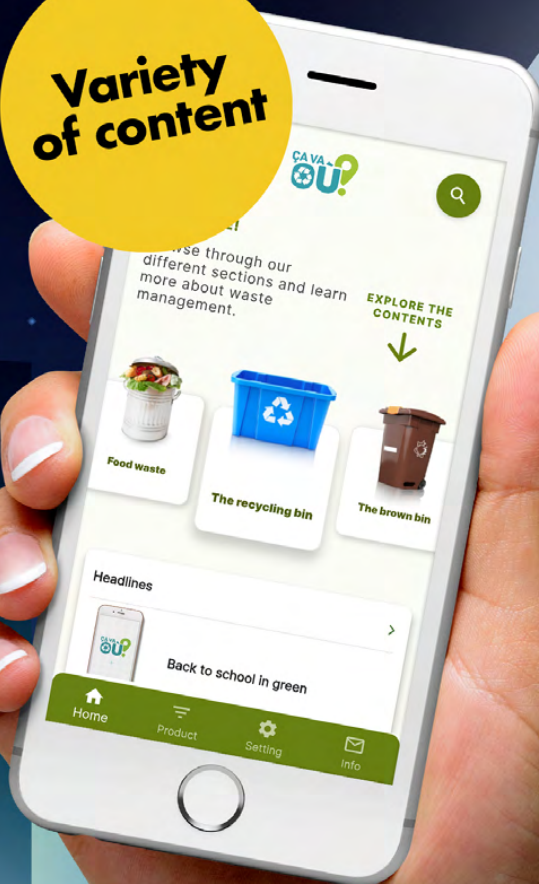 Variety
of content
ÇA VA
OÙ?
through our
different sections and learn
more about waste
management.
EXPLORE THE
CONTENTS
Food waste
The recycling bin
The brown bin
Headlines
ÇA VA
OÙ?
Back to school in green
Home
Product
Setting
Info